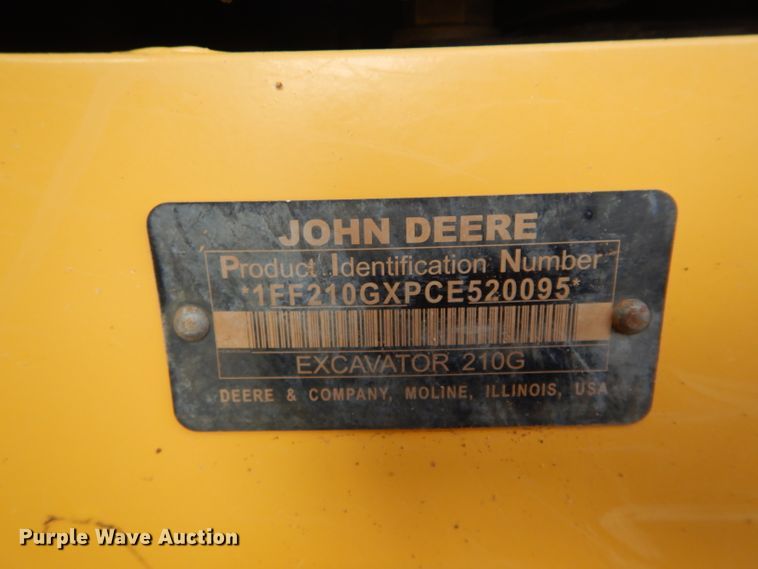 JOHN DEERE
Product Identification Number
*1FF210GXPCE520095*
EXCAVATOR 210G
DEERE & COMPANY, MOLINE, ILLINOIS, USA
Purple Wave Auction